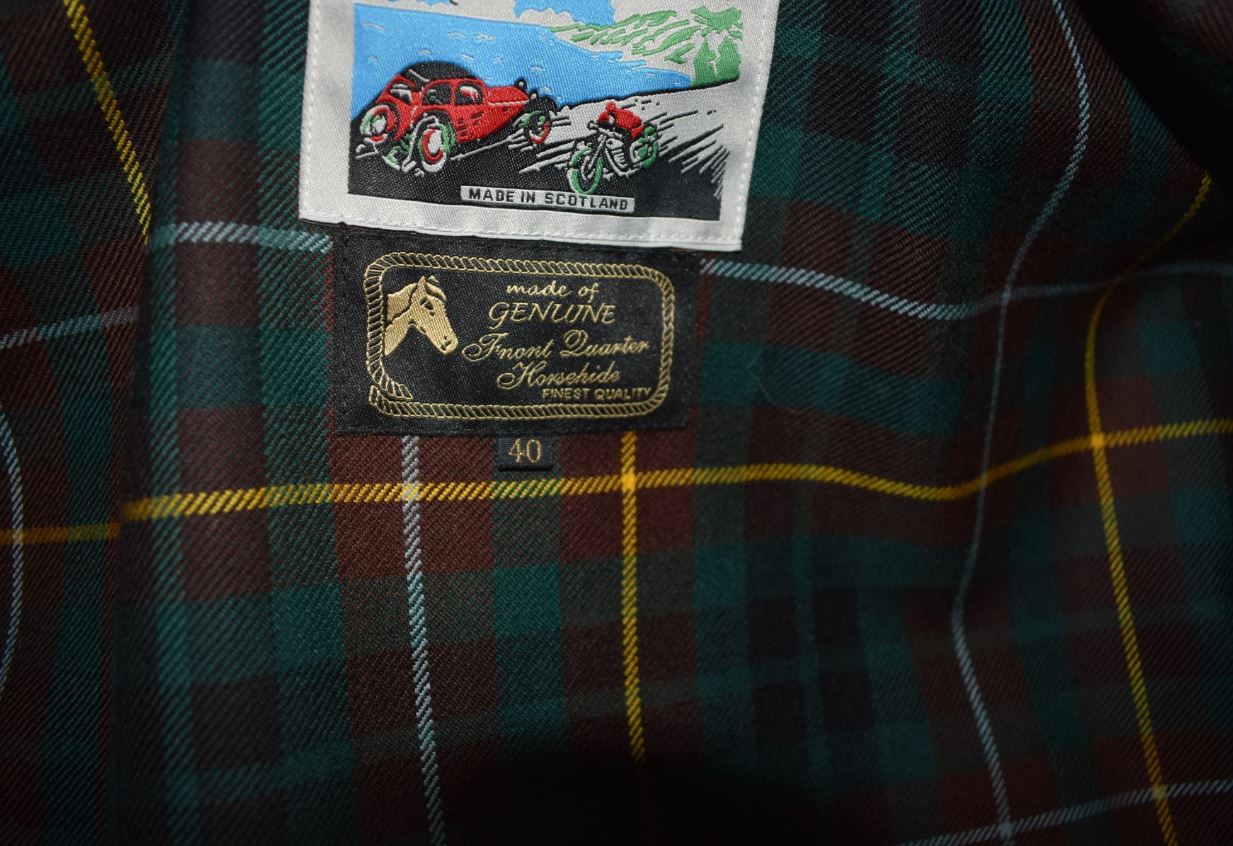 MADE IN SCOTLAND
made of
GENUINE
Front Quarter
Horsehide
FINEST QUALITY
40